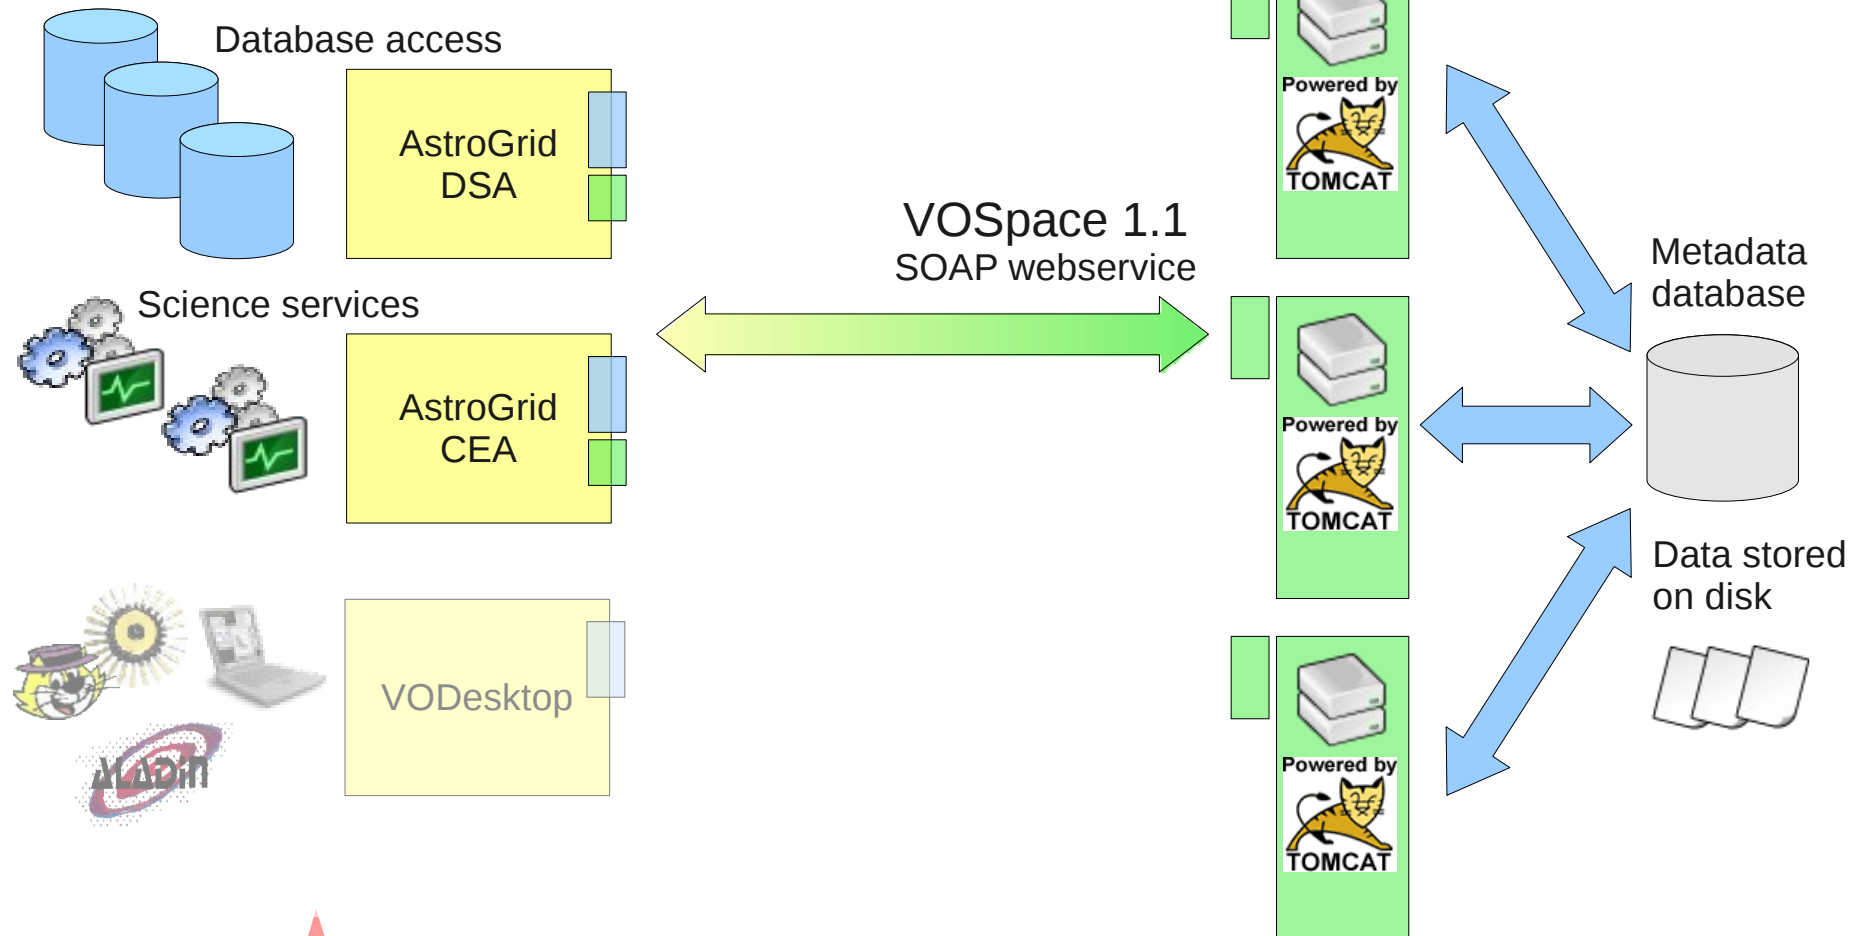 Database access
AstroGrid
DSA
Science services
AstroGrid
CEA
VODesktop
ALADIN
VOSpace 1.1
SOAP webservice
Powered by
TOMCAT
Powered by
TOMCAT
Powered by
TOMCAT
Metadata
database
Data stored
on disk